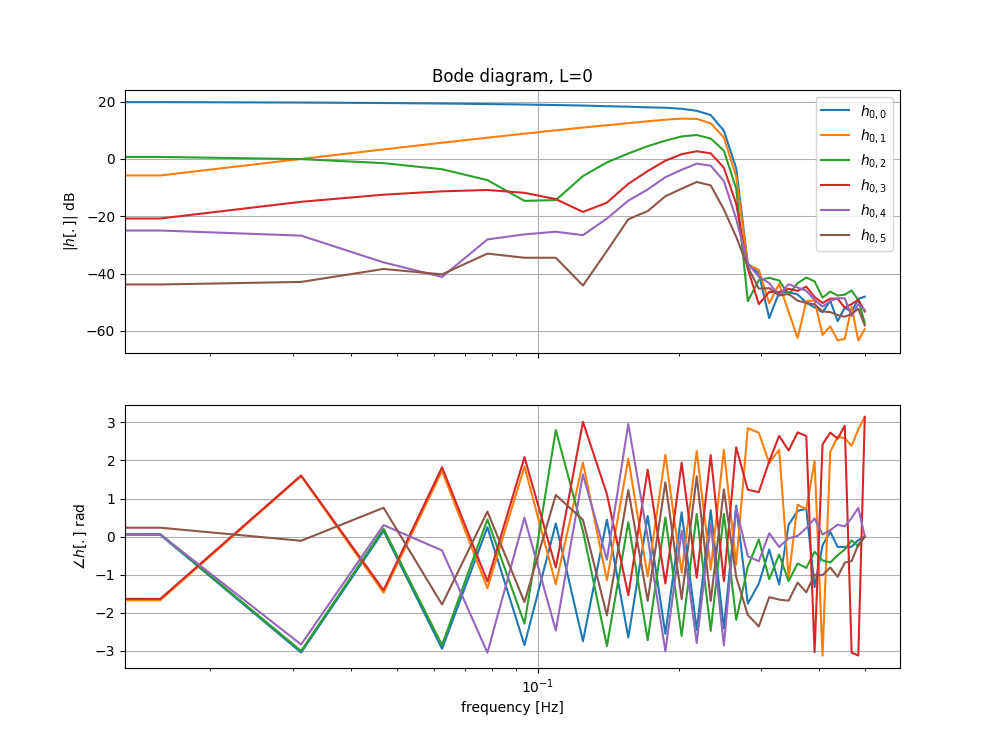 Bode diagram, L=0
20
0
−20
−40
−60
|h[.]| dB
h0,0
h0,1
h0,2
h0,3
h0,4
h0,5
3
2
1
0
−1
−2
−3
∠h[.] rad
10−1
frequency [Hz]